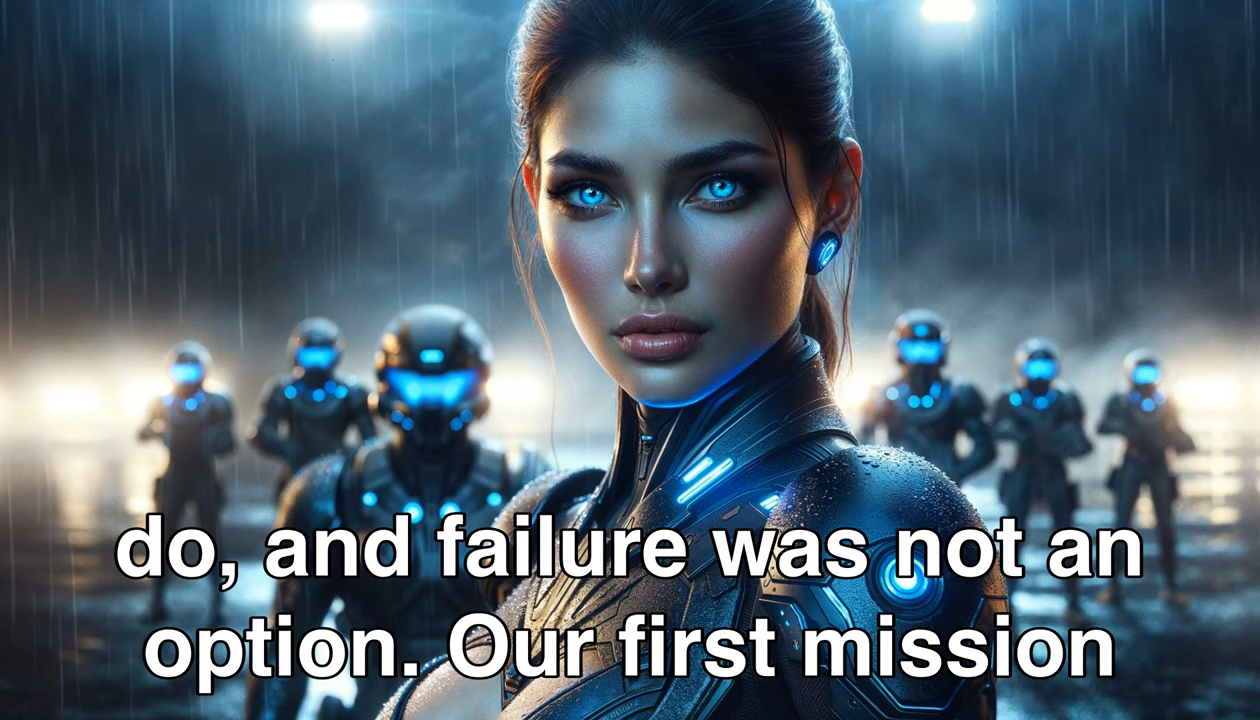 do, and failure was not an
option. Our first mission